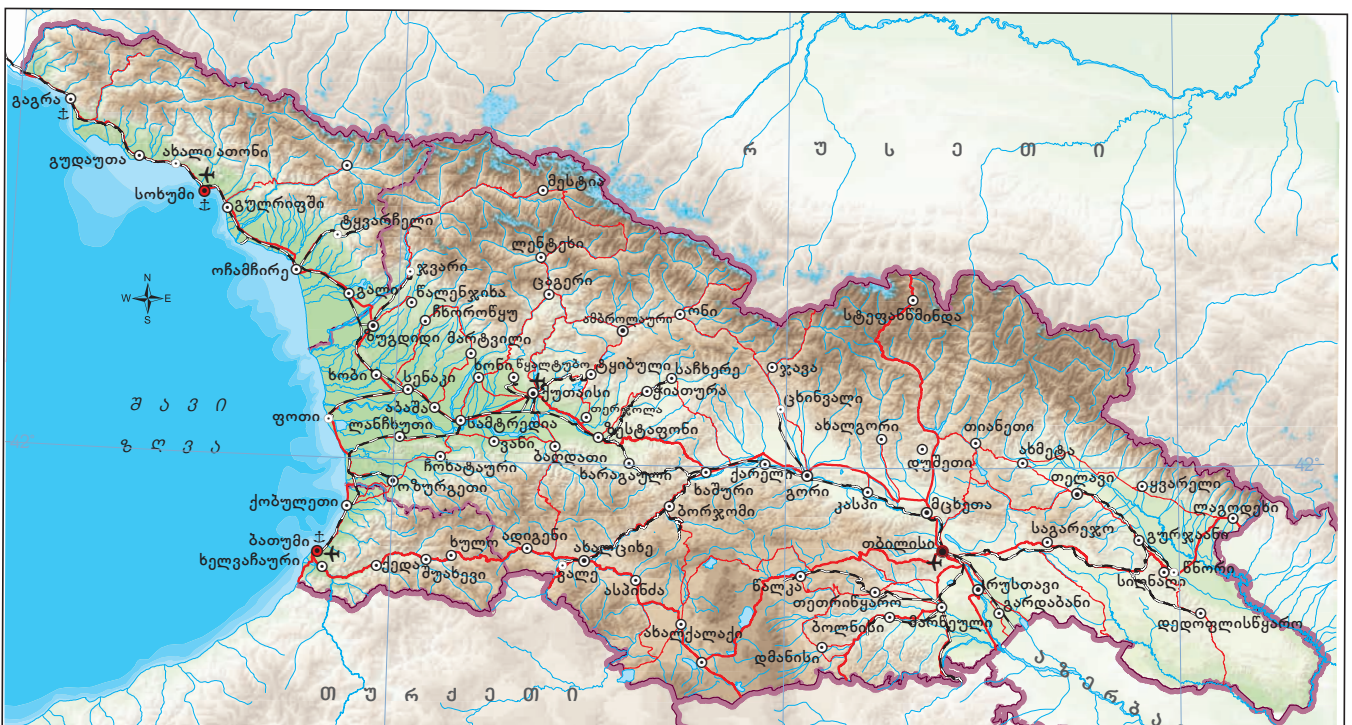 რ უ ს ე თ ი
გაგრა
გუდაუთა
ახალი ათონი
სოხუმი
გულრიფში
მესტია
ტყვარჩელი
ლენტეხი
ოჩამჩირე
ჯვარი
გალი
წალენჯიხა
ცაგერი
ჩხოროწყუ
ამბროლაური
ონი
სტეფანწმინდა
ზუგდიდი
მარტვილი
N
W
E
S
ხობი
სენაკი
ხონი
წყალტუბო
ტყიბული
საჩხერე
ჯავა
შ ა ვ ი
ზ ღ ვ ა
ფოთი
აბაშა
ქუთაისი
ჭიათურა
ცხინვალი
თერჯოლა
ლანჩხუთი
სამტრედია
ზესტაფონი
ახალგორი
თიანეთი
ვანი
ბაღდათი
დუშეთი
ახმეტა
42°
ჩოხატაური
ხარაგაული
ხაშური
ქარელი
გორი
თელავი
ყვარელი
ოზურგეთი
ქობულეთი
ბორჯომი
კასპი
მცხეთა
ლაგოდეხი
ბათუმი
ხელვაჩაური
ხულო
ადიგენი
ახალციხე
თბილისი
საგარეჯო
გურჯაანი
ქედა
შუახევი
ვალე
ასპინძა
წალკა
რუსთავი
სიღნაღი
წნორი
თეთრიწყარო
გარდაბანი
ახალქალაქი
ბოლნისი
მარნეული
დედოფლისწყარო
დმანისი
თ უ რ ქ ე თ ი
ა ზ ე რ ბ ა